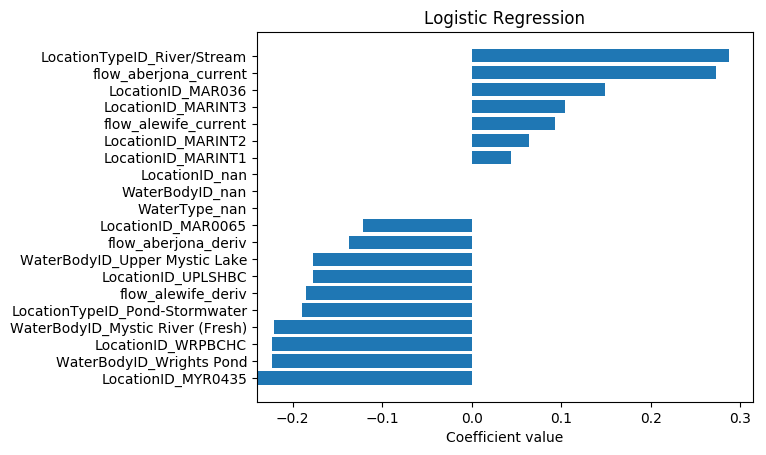 Logistic Regression
LocationTypeID_River/Stream
flow_aberjona_current
LocationID_MAR036
LocationID_MARINT3
flow_alewife_current
LocationID_MARINT2
LocationID_MARINT1
LocationID_nan
WaterBodyID_nan
WaterType_nan
LocationID_MAR0065
flow_aberjona_deriv
WaterBodyID_Upper Mystic Lake
LocationID_UPLSHBC
flow_alewife_deriv
LocationTypeID_Pond-Stormwater
WaterBodyID_Mystic River (Fresh)
LocationID_WRPBCHC
WaterBodyID_Wrights Pond
LocationID_MYR0435
−0.2 −0.1 0.0 0.1 0.2 0.3
Coefficient value